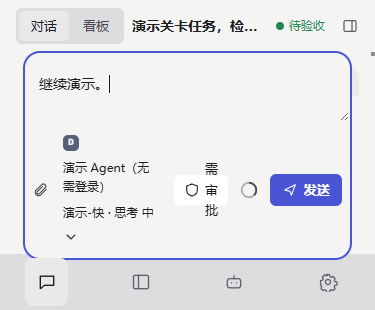 对话 看板 演示关卡任务，检... 待验收
继续演示。
D
演示 Agent（无
需登录）
演示-快 · 思考 中
需
审
批
发送